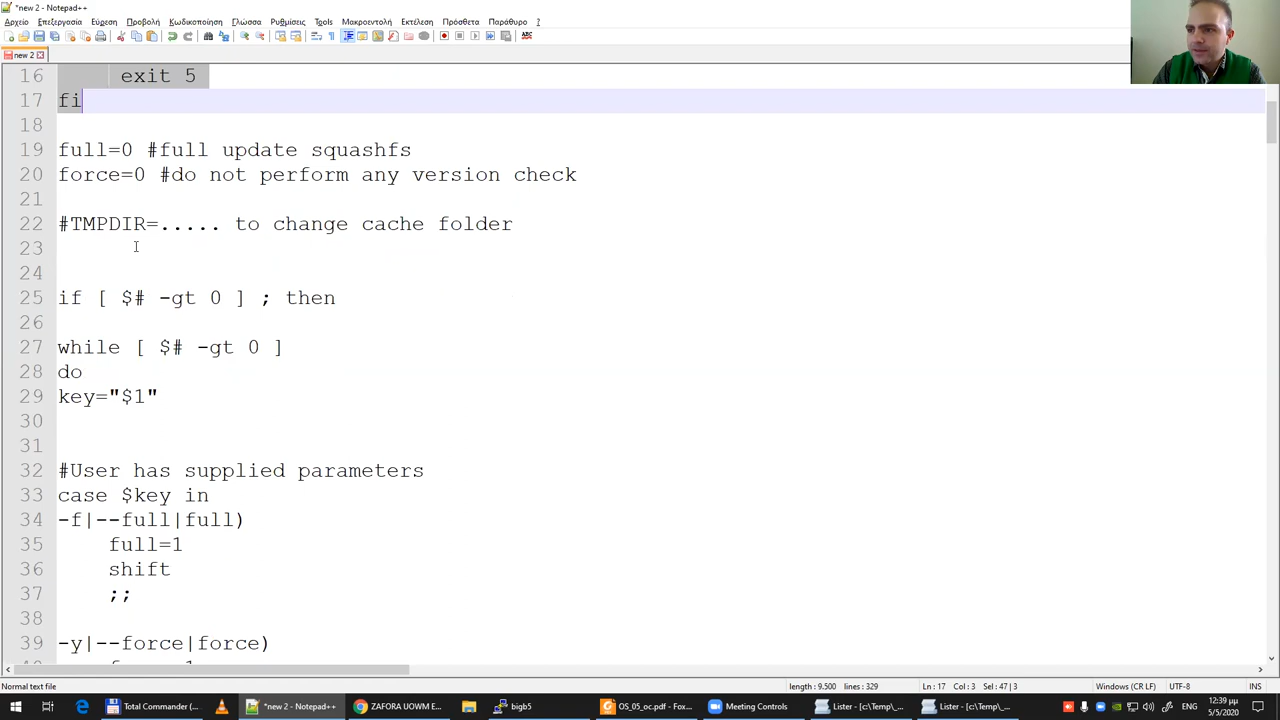 *new 2 - Notepad++
Αρχείο Επεξεργασία Εύρεση Προβολή Κωδικοποίηση Γλώσσα Ρυθμίσεις Tools Μακροεντολή Εκτέλεση Πρόσθετα Παράθυρο ?
new 2
16 exit 5
17 fi
18
19 full=0 #full update squashfs
20 force=0 #do not perform any version check
21
22 #TMPDIR=..... to change cache folder
23
24
25 if [ $# -gt 0 ] ; then
26
27 while [ $# -gt 0 ]
28 do
29 key="$1"
30
31
32 #User has supplied parameters
33 case $key in
34 -f|--full|full)
35 full=1
36 shift
37 ;;
38
39 -y|--force|force)
Normal text file length : 9.500 lines : 329 Ln : 17 Col : 3 Sel : 47 | 3 Windows (CR LF) UTF-8 INS
Total Commander (... *new 2 - Notepad++ ZAFORA UOWM E... bigb5 OS_05_oc.pdf - Fox... Meeting Controls Lister - [c:\Temp\_... Lister - [c:\Temp\_... 12:39 μμ
5/5/2020